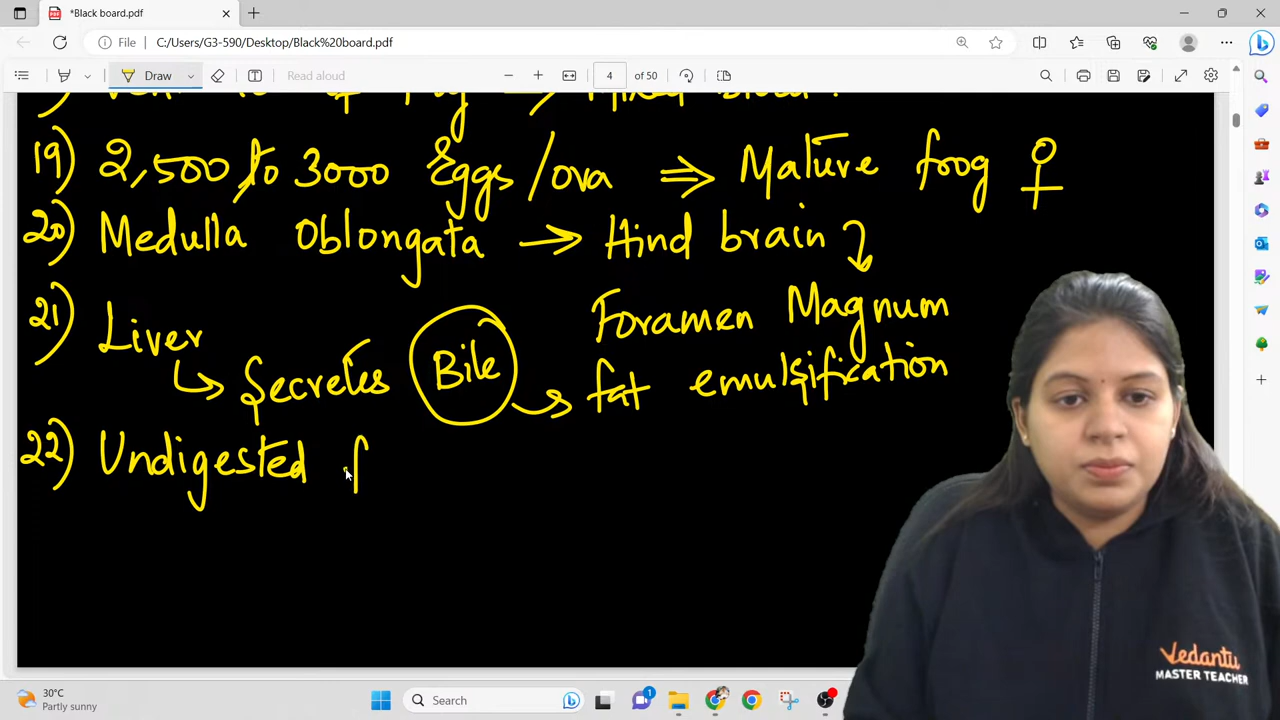 *Black board.pdf
File C:/Users/G3-590/Desktop/Black%20board.pdf
Draw Read aloud 4 of 50
19) 2,500 to 3000 Eggs/ova ⇒ Mature frog ♀
20) Medulla Oblongata → Hind brain
Foramen Magnum
21) Liver
Secretes Bile fat emulsification
22) Undigested f
vedantu
MASTER TEACHER
30°C
Partly sunny
Search
1